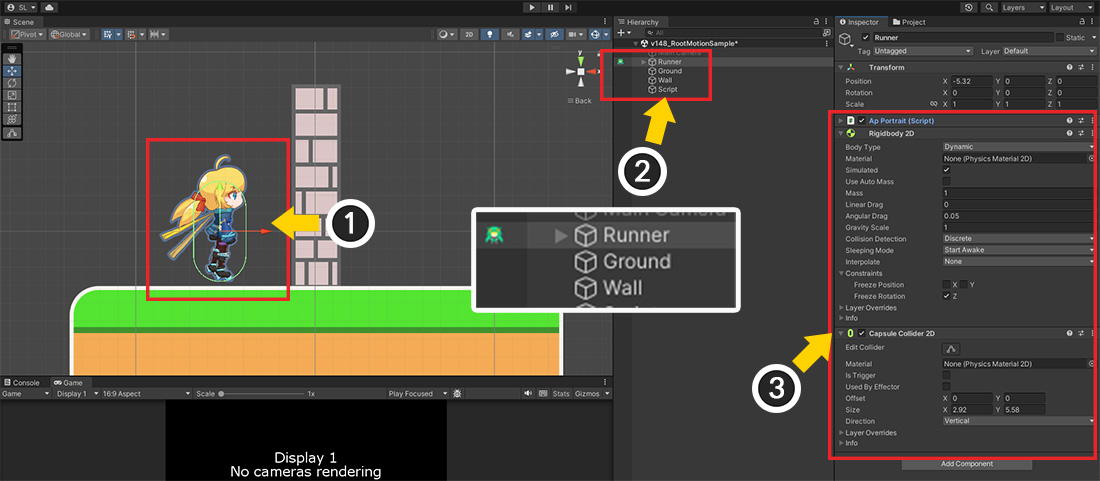 SL
Layers
Layout
Scene
Pivot
Global
2D
y
x
Back
1
Hierarchy
All
v148_RootMotionSample*
Main Camera
Runner
Ground
Wall
Script
2
Main Camera
Runner
Ground
Wall
Inspector
Project
Runner
Static
Tag Untagged
Layer Default
Transform
Position X -5.32 Y 0 Z 0
Rotation X 0 Y 0 Z 0
Scale X 1 Y 1 Z 1
Ap Portrait (Script)
Rigidbody 2D
Body Type Dynamic
Material None (Physics Material 2D)
Simulated
Use Auto Mass
Mass 1
Linear Drag 0
Angular Drag 0.05
Gravity Scale 1
Collision Detection Discrete
Sleeping Mode Start Awake
Interpolate None
Constraints
Freeze Position X Y
Freeze Rotation Z
Layer Overrides
Info
Capsule Collider 2D
Edit Collider
Material None (Physics Material 2D)
Is Trigger
Used By Effector
Offset X 0 Y 0
Size X 2.92 Y 5.58
Direction Vertical
Layer Overrides
Info
Add Component
3
Console
Game
Game
Display 1
16:9 Aspect
Scale
1x
Play Focused
Stats
Gizmos
Display 1
No cameras rendering